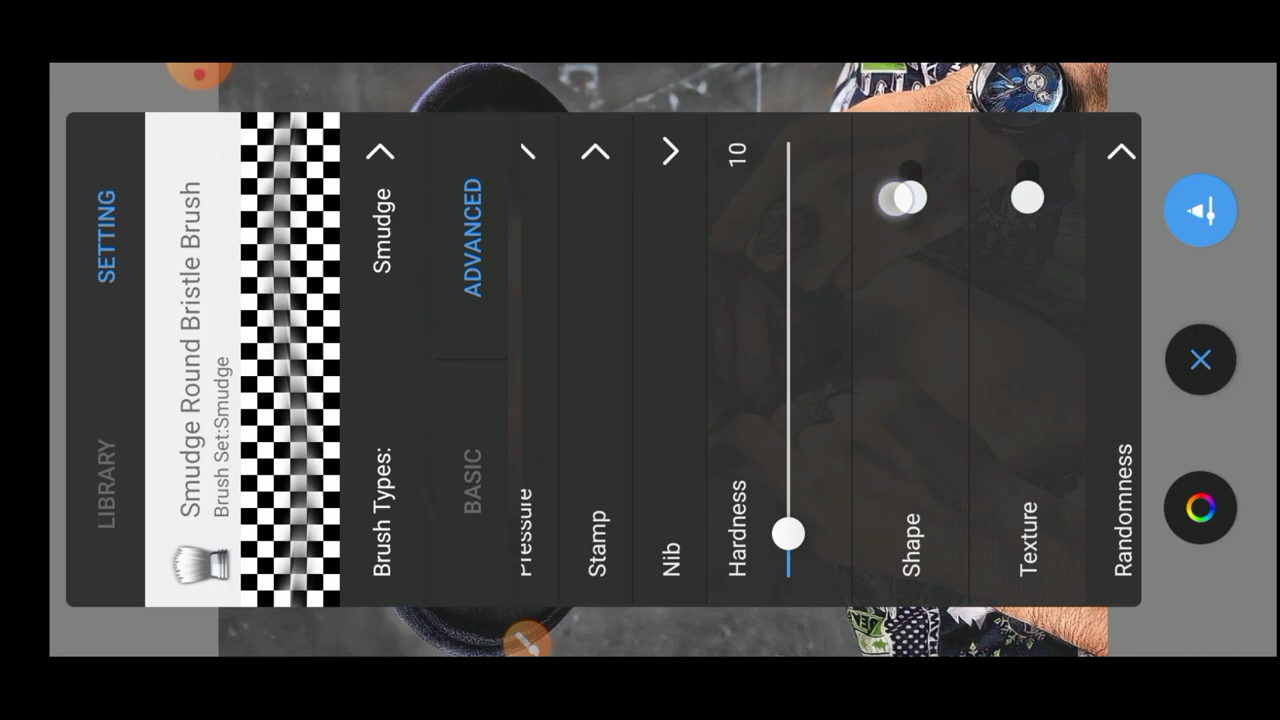 LIBRARY
SETTING
Smudge Round Bristle Brush
Brush Set:Smudge
Brush Types:
Smudge
BASIC
ADVANCED
Pressure
Stamp
Nib
Hardness
10
Shape
Texture
Randomness